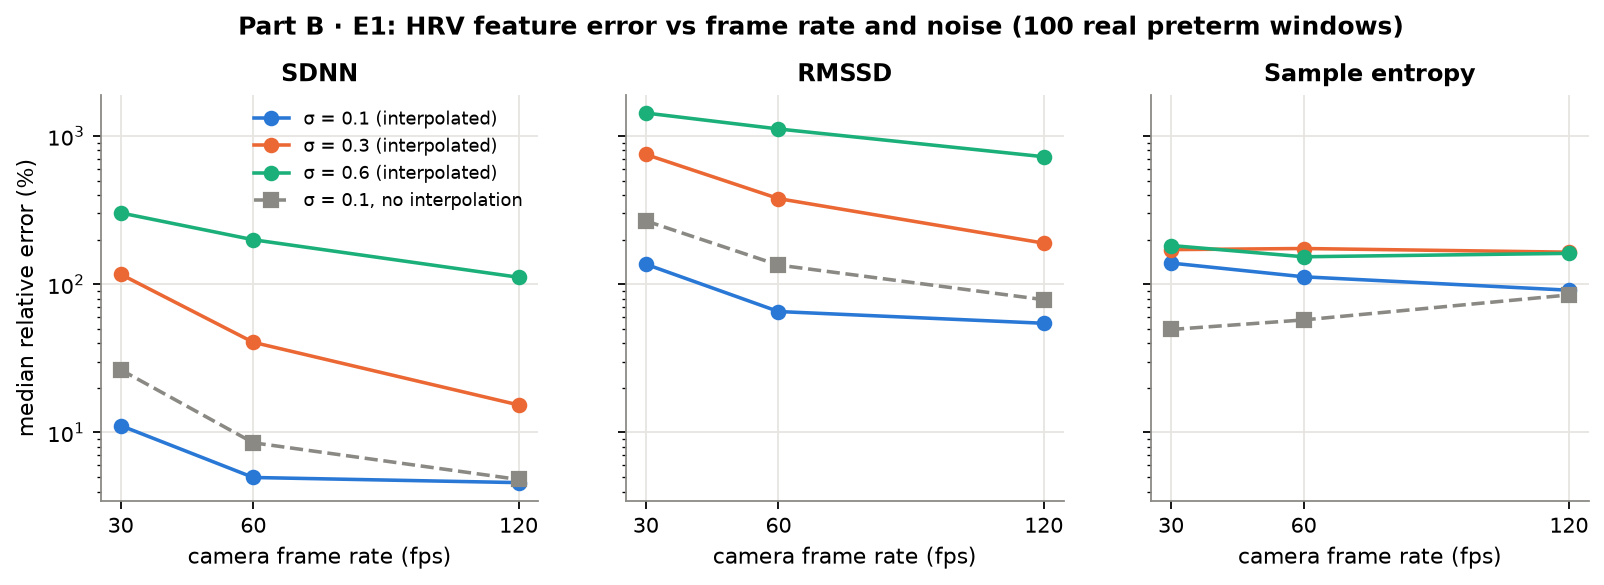 Part B · E1: HRV feature error vs frame rate and noise (100 real preterm windows)
SDNN
RMSSD
Sample entropy
σ = 0.1 (interpolated)
σ = 0.3 (interpolated)
σ = 0.6 (interpolated)
σ = 0.1, no interpolation
median relative error (%)
10³
10²
10¹
30 60 120
30 60 120
30 60 120
camera frame rate (fps)
camera frame rate (fps)
camera frame rate (fps)